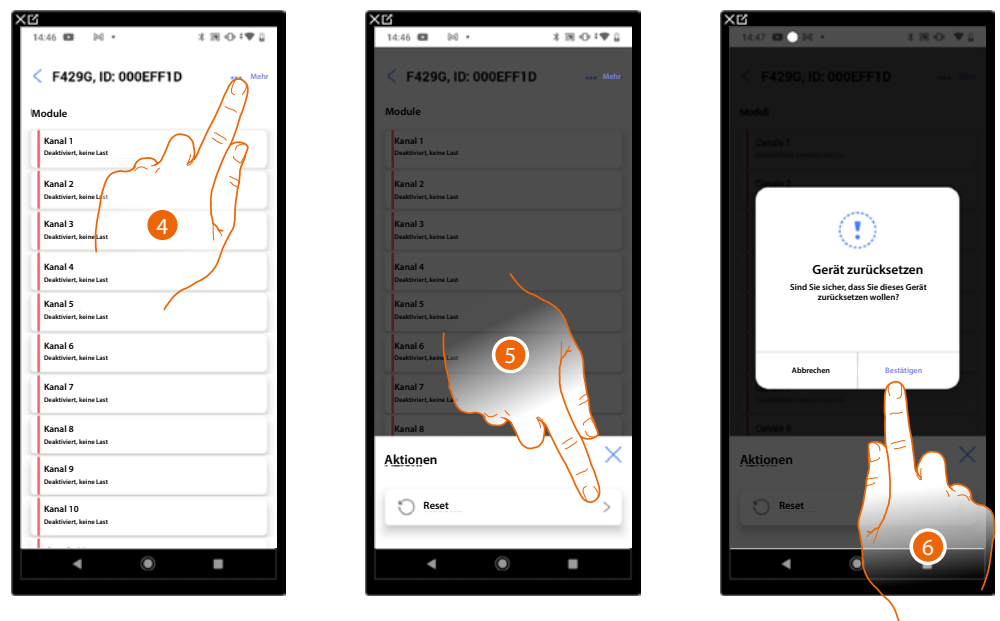 14:46
F429G, ID: 000EFF1D
Mehr
Module
Kanal 1
Deaktiviert, keine Last
Kanal 2
Deaktiviert, keine Last
Kanal 3
Deaktiviert, keine Last
Kanal 4
Deaktiviert, keine Last
Kanal 5
Deaktiviert, keine Last
Kanal 6
Deaktiviert, keine Last
Kanal 7
Deaktiviert, keine Last
Kanal 8
Deaktiviert, keine Last
Kanal 9
Deaktiviert, keine Last
Kanal 10
Deaktiviert, keine Last
4
14:46
F429G, ID: 000EFF1D
Mehr
Module
Kanal 1
Deaktiviert, keine Last
Kanal 2
Deaktiviert, keine Last
Kanal 3
Deaktiviert, keine Last
Kanal 4
Deaktiviert, keine Last
Kanal 5
Deaktiviert, keine Last
Kanal 6
Deaktiviert, keine Last
Kanal 7
Deaktiviert, keine
Kanal 8
5
Aktionen
Reset
14:47
F429G, ID: 000EFF1D
Moduli
Canale 1
Gerät zurücksetzen
Sind Sie sicher, dass Sie dieses Gerät
zurücksetzen wollen?
Abbrechen
Bestätigen
Canale 8
Aktionen
Reset
6